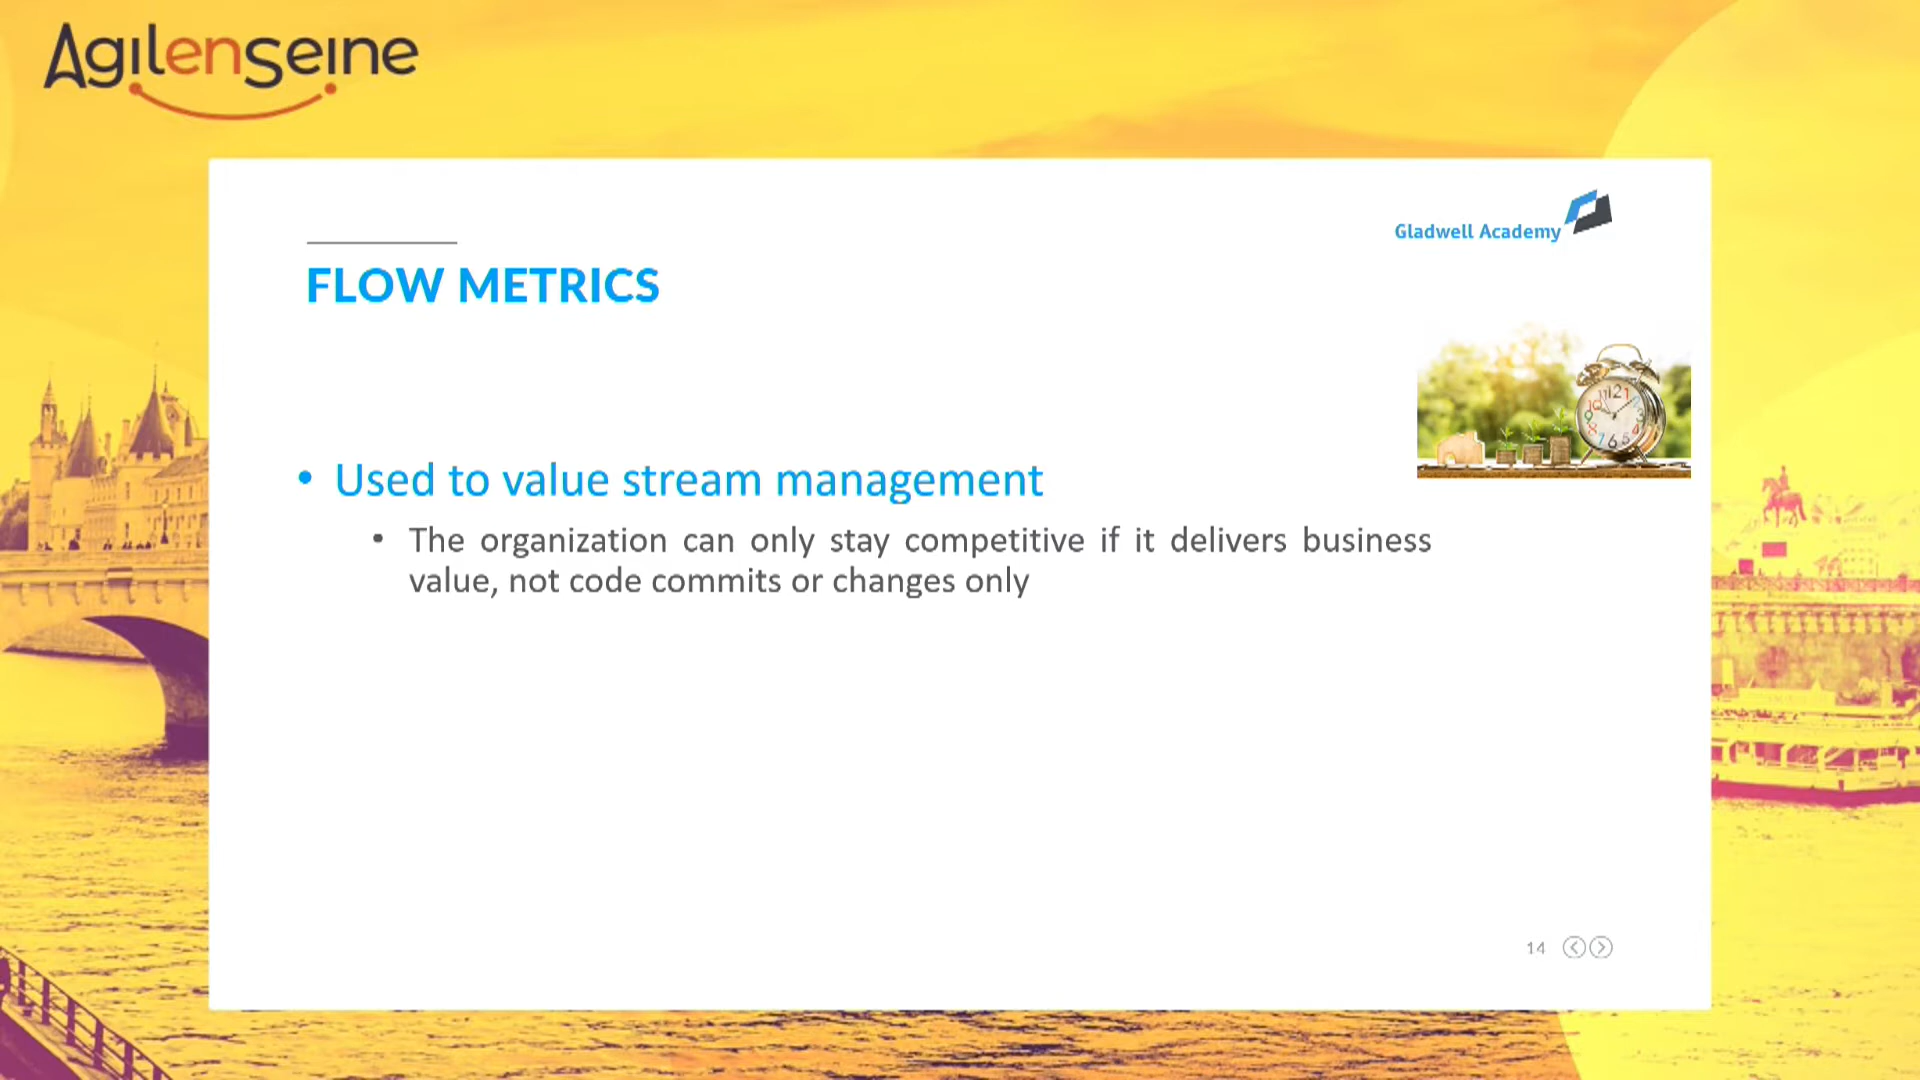 Agilenseine
Gladwell Academy
FLOW METRICS
• Used to value stream management
• The organization can only stay competitive if it delivers business
value, not code commits or changes only
14